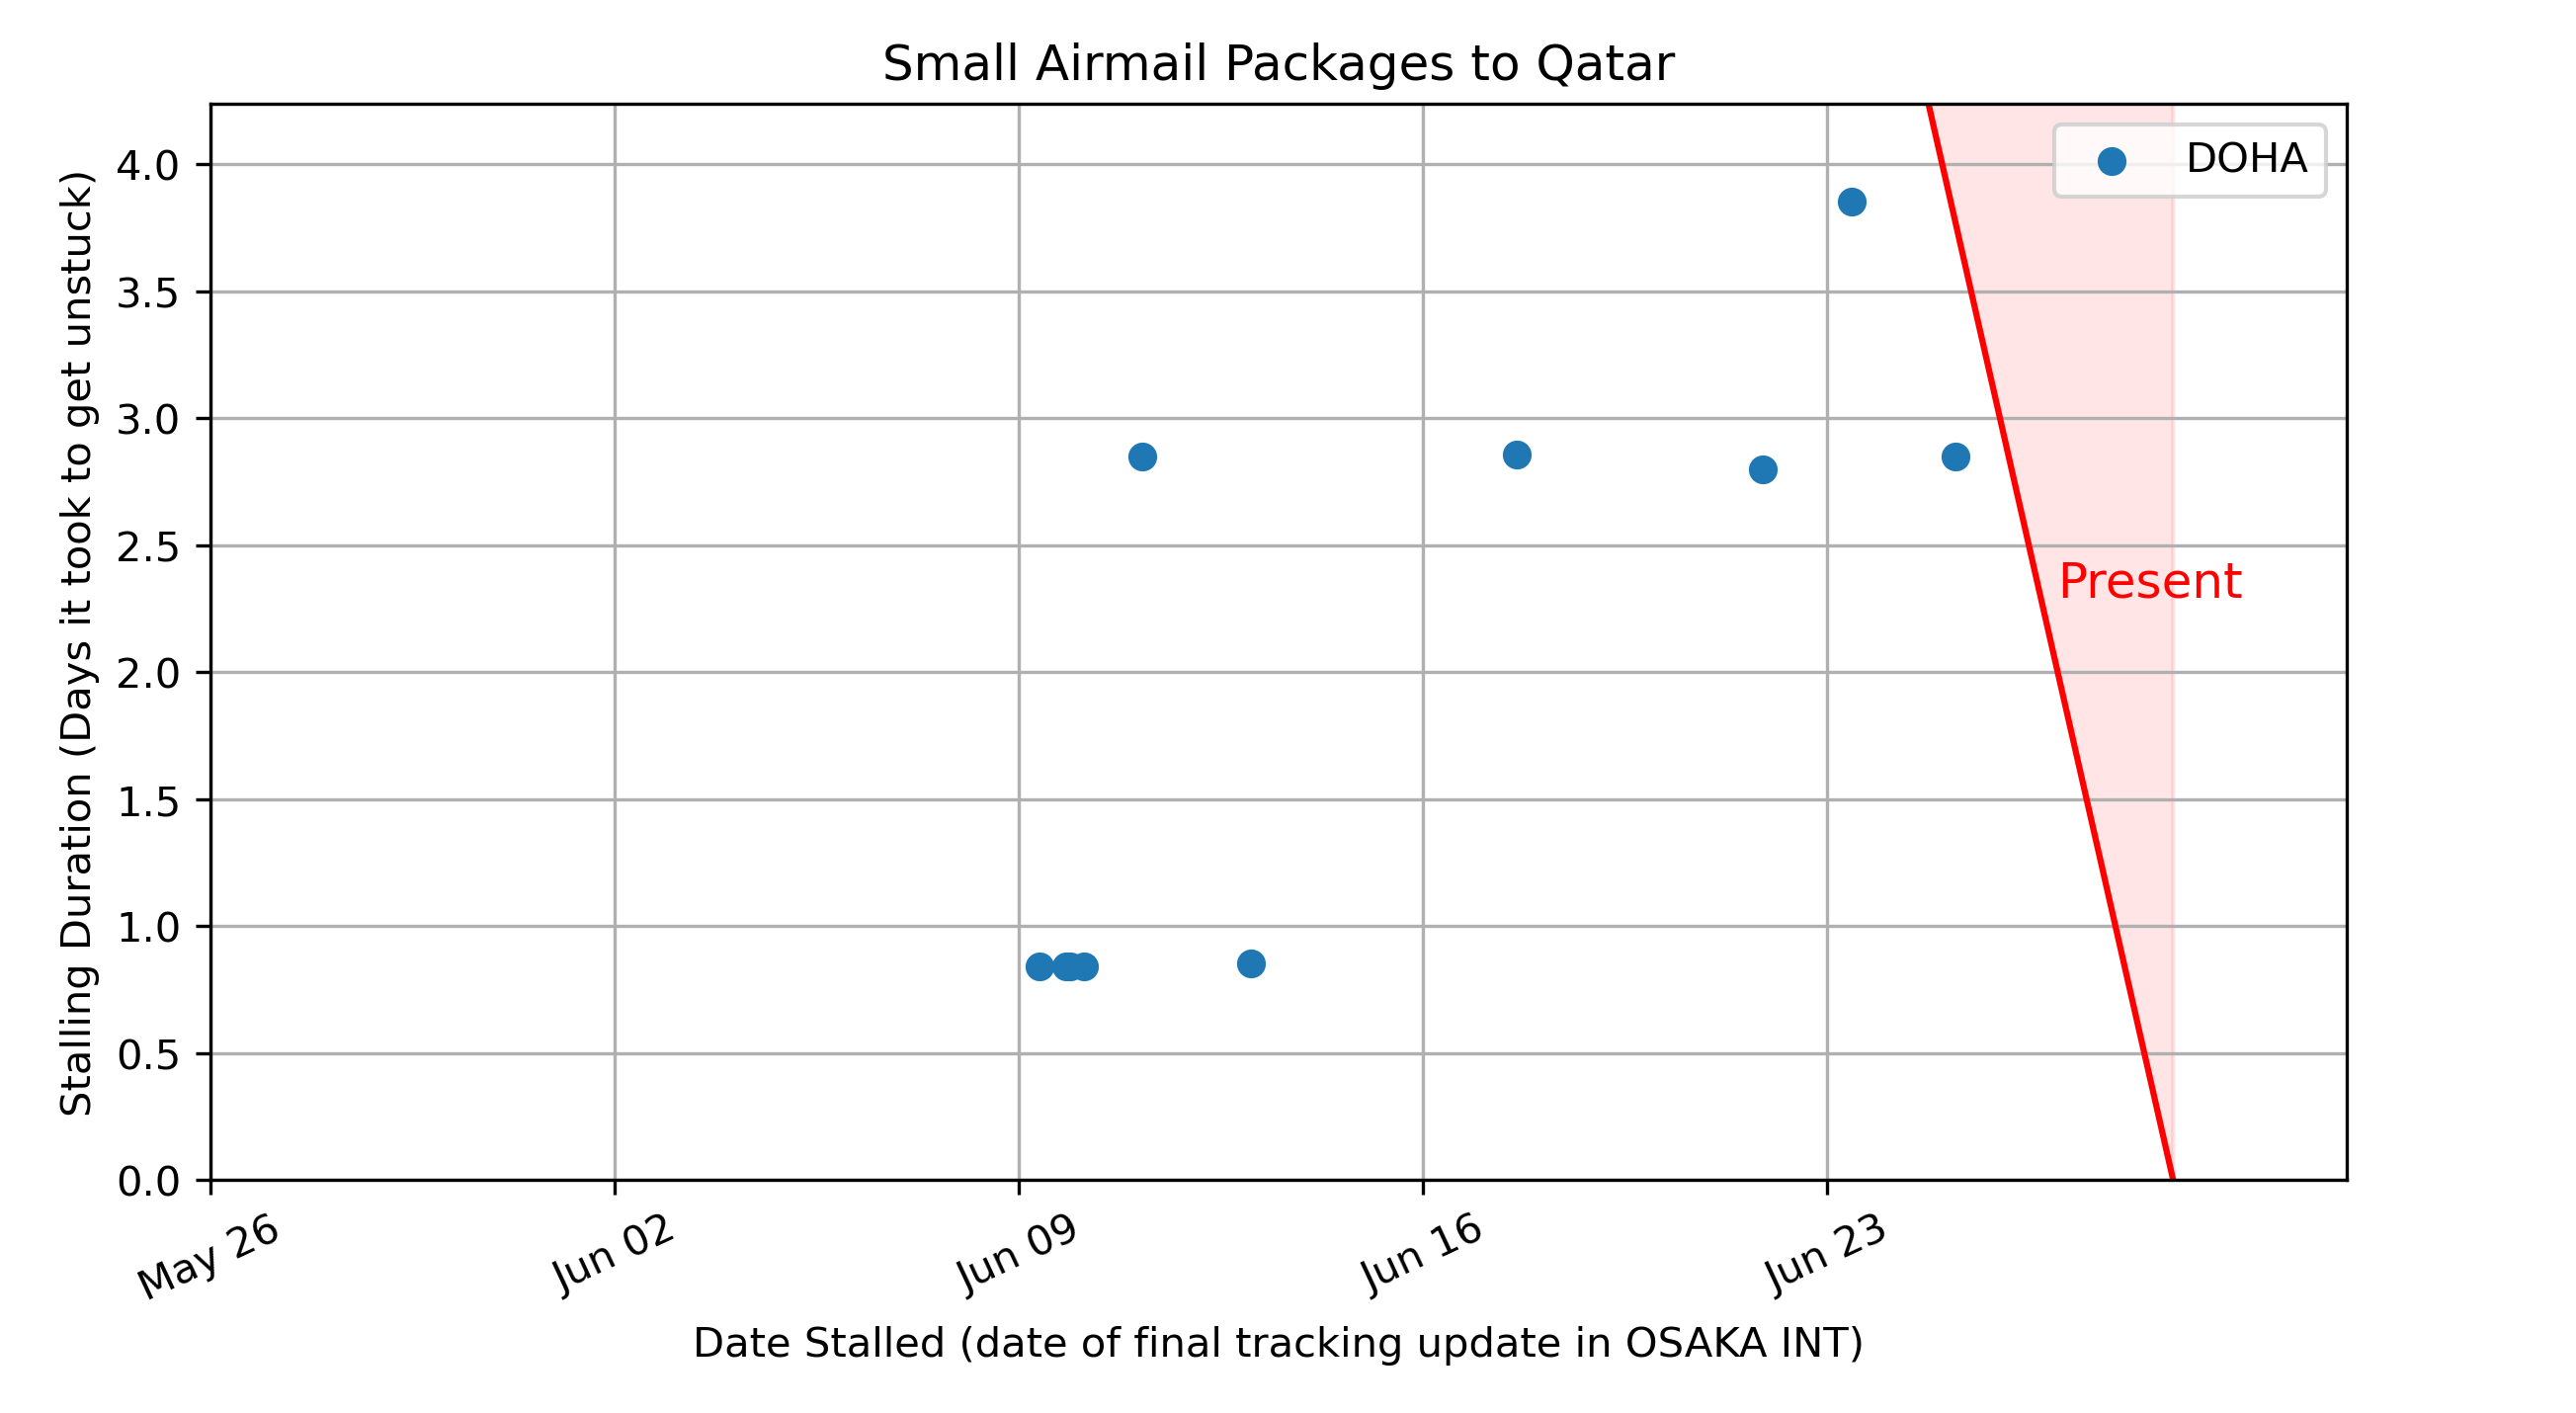 Small Airmail Packages to Qatar
DOHA
Present
Stalling Duration (Days it took to get unstuck)
4.0
3.5
3.0
2.5
2.0
1.5
1.0
0.5
0.0
May 26
Jun 02
Jun 09
Jun 16
Jun 23
Date Stalled (date of final tracking update in OSAKA INT)